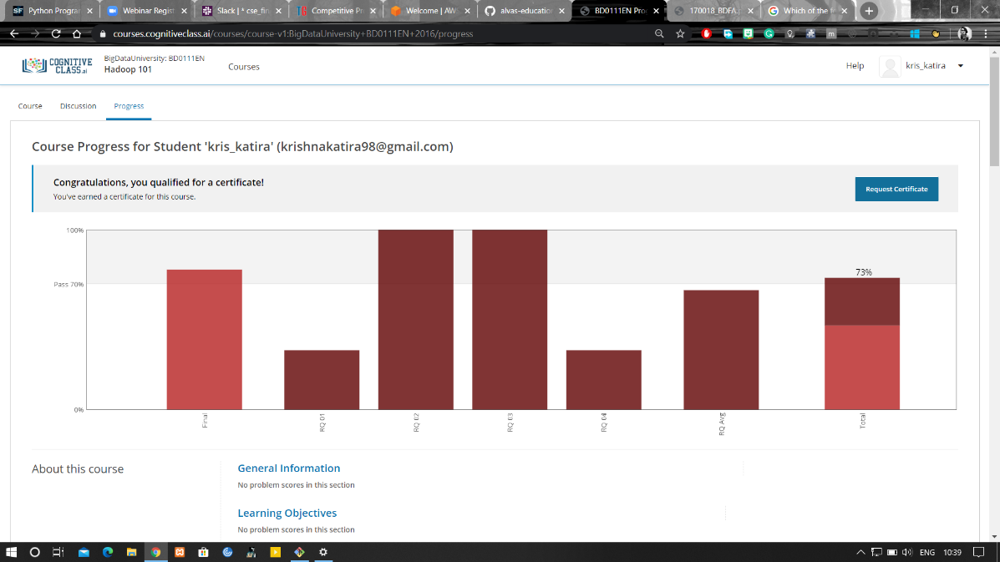 Python Program
Webinar Regist
Slack | * cse_fin
Competitive Pr
Welcome | AW
alvas-education
BD0111EN Pro
170018_BDFA.p
Which of the f
courses.cognitiveclass.ai/courses/course-v1:BigDataUniversity+BD0111EN+2016/progress
COGNITIVE
CLASS.ai
BigDataUniversity: BD0111EN
Hadoop 101
Courses
Help
kris_katira
Course
Discussion
Progress
Course Progress for Student 'kris_katira' (krishnakatira98@gmail.com)
Congratulations, you qualified for a certificate!
You've earned a certificate for this course.
Request Certificate
100%
Pass 70%
0%
73%
Final
RQ 01
RQ 02
RQ 03
RQ 04
RQ Avg
Total
About this course
General Information
No problem scores in this section
Learning Objectives
No problem scores in this section
ENG
10:39